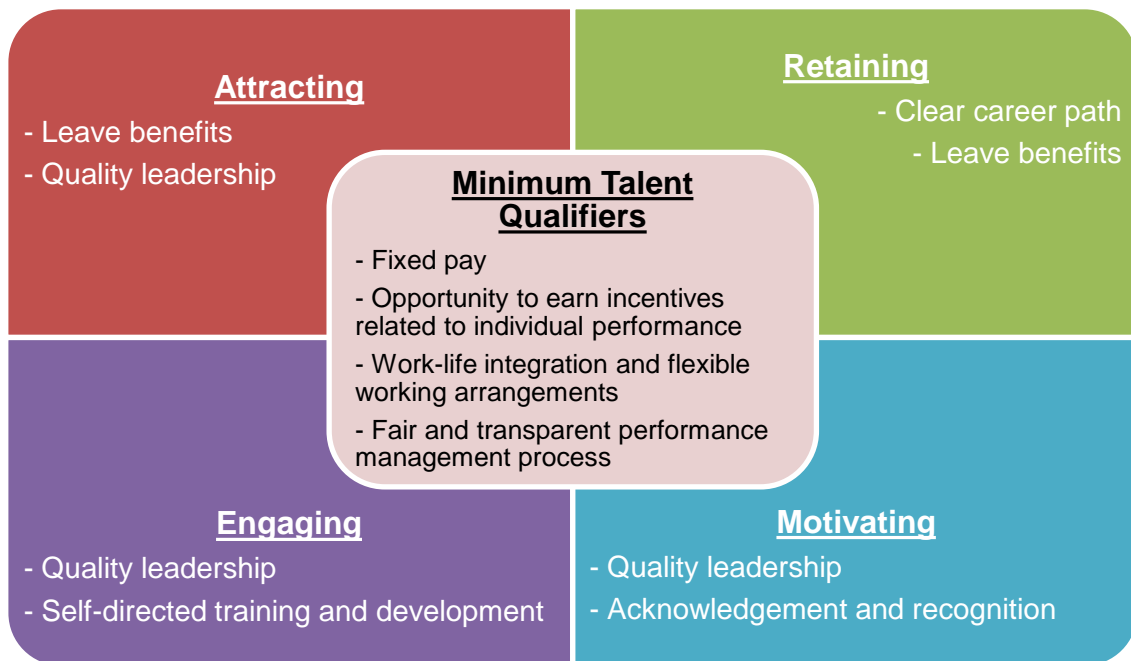 Attracting
- Leave benefits
- Quality leadership
Retaining
- Clear career path
- Leave benefits
Minimum Talent
Qualifiers
- Fixed pay
- Opportunity to earn incentives
related to individual performance
- Work-life integration and flexible
working arrangements
- Fair and transparent performance
management process
Engaging
- Quality leadership
- Self-directed training and development
Motivating
- Quality leadership
- Acknowledgement and recognition